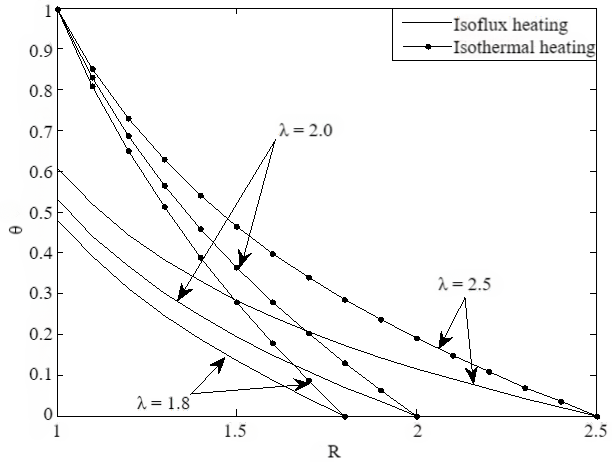 1
0.9
0.8
0.7
0.6
0.5
0.4
0.3
0.2
0.1
0
θ
Isoflux heating
Isothermal heating
λ = 2.0
λ = 2.5
λ = 1.8
1
1.5
2
2.5
R